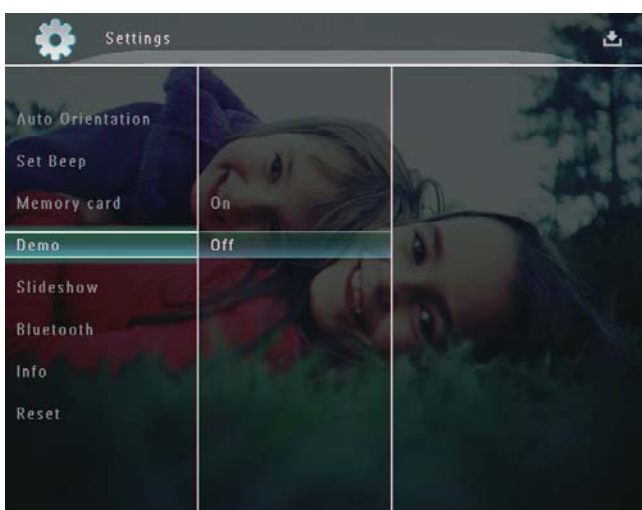 Settings
Auto Orientation
Set Beep
Memory card
On
Demo
Off
Slideshow
Bluetooth
Info
Reset